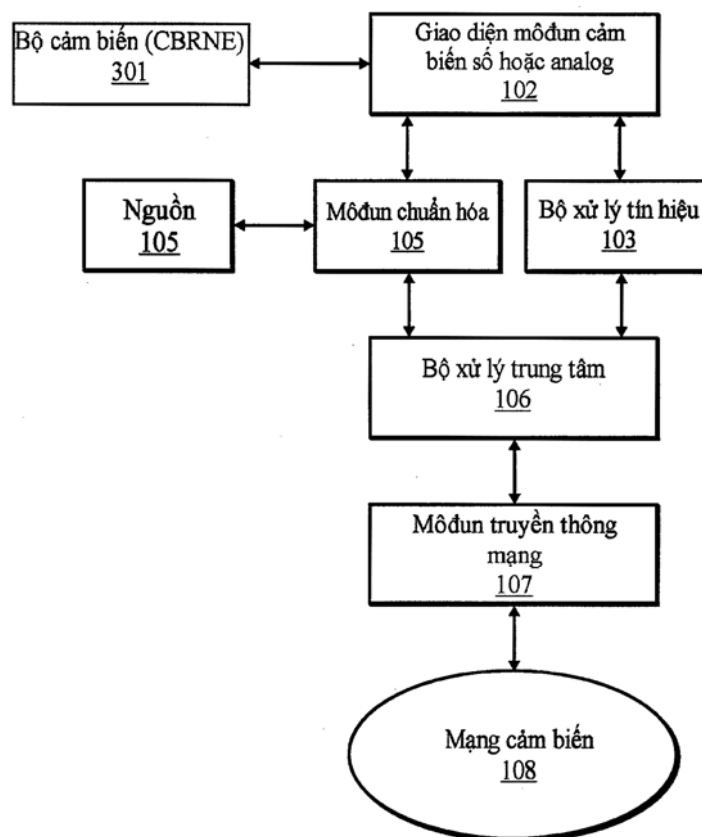 Bộ cảm biến (CBRNE)
301
Giao diện môđun cảm
biến số hoặc analog
102
Nguồn
105
Môđun chuẩn hóa
105
Bộ xử lý tín hiệu
103
Bộ xử lý trung tâm
106
Môđun truyền thông
mạng
107
Mạng cảm biến
108